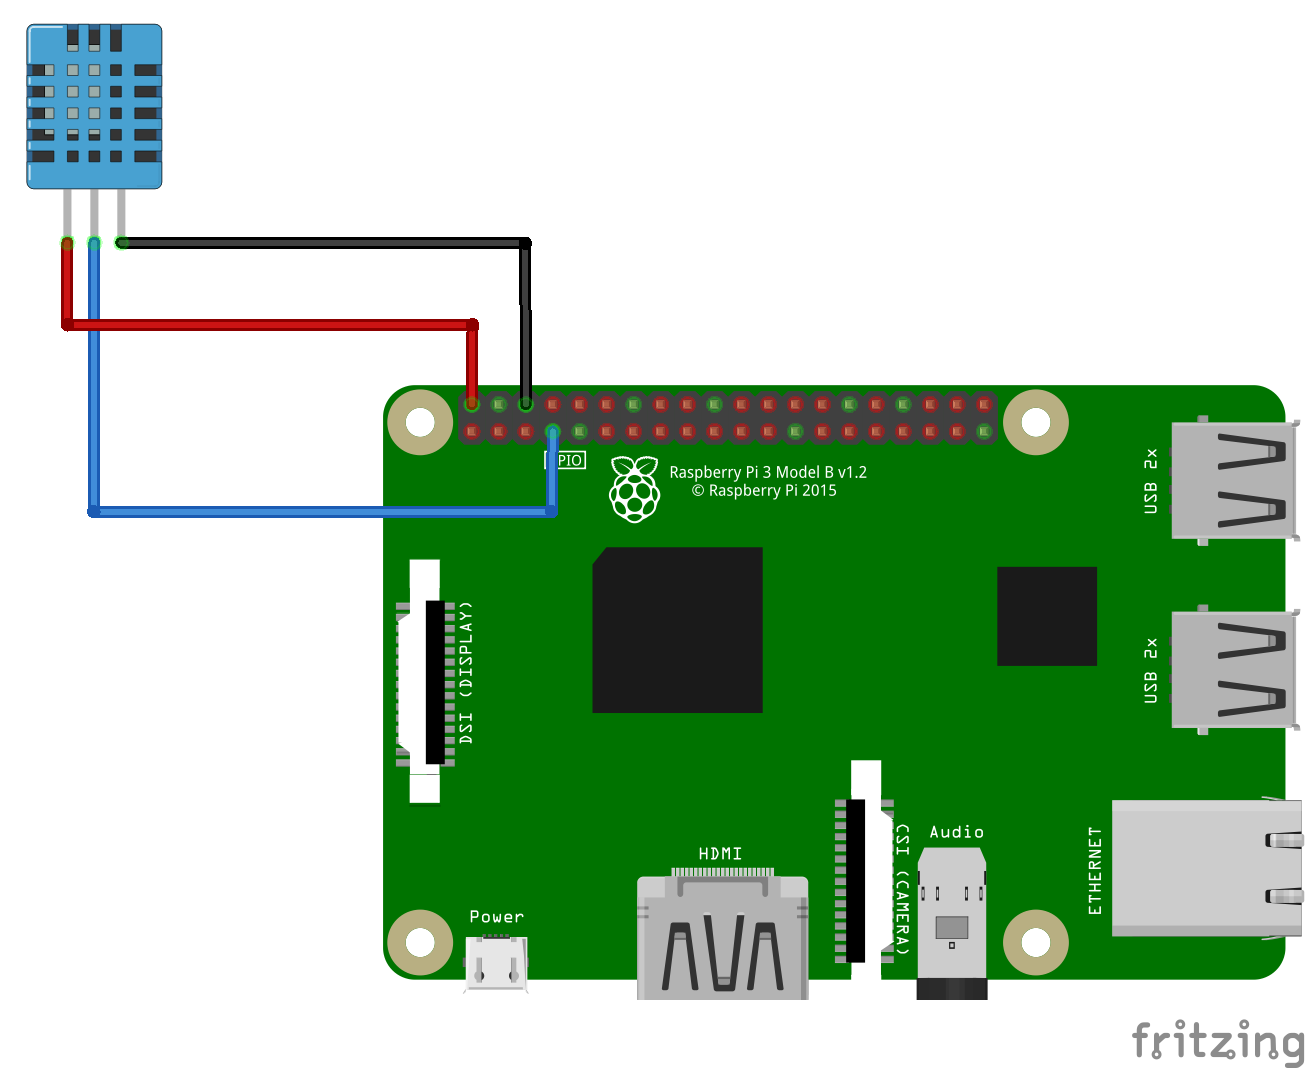 GPIO
Raspberry Pi 3 Model B v1.2
© Raspberry Pi 2015
USB 2x
DSI (DISPLAY)
USB 2x
HDMI
CSI (CAMERA)
Audio
ETHERNET
Power
fritzing